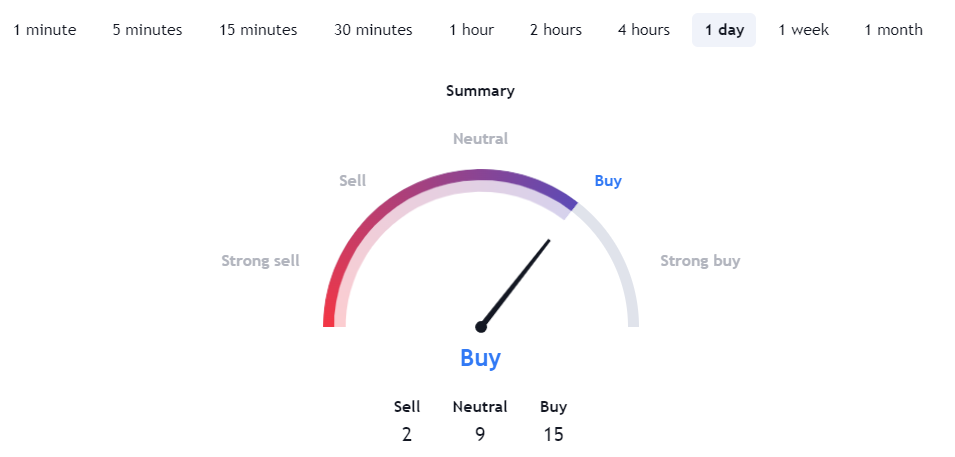 1 minute 5 minutes 15 minutes 30 minutes 1 hour 2 hours 4 hours 1 day 1 week 1 month
Summary
Neutral
Sell Buy
Strong sell Strong buy
Buy
Sell Neutral Buy
2 9 15